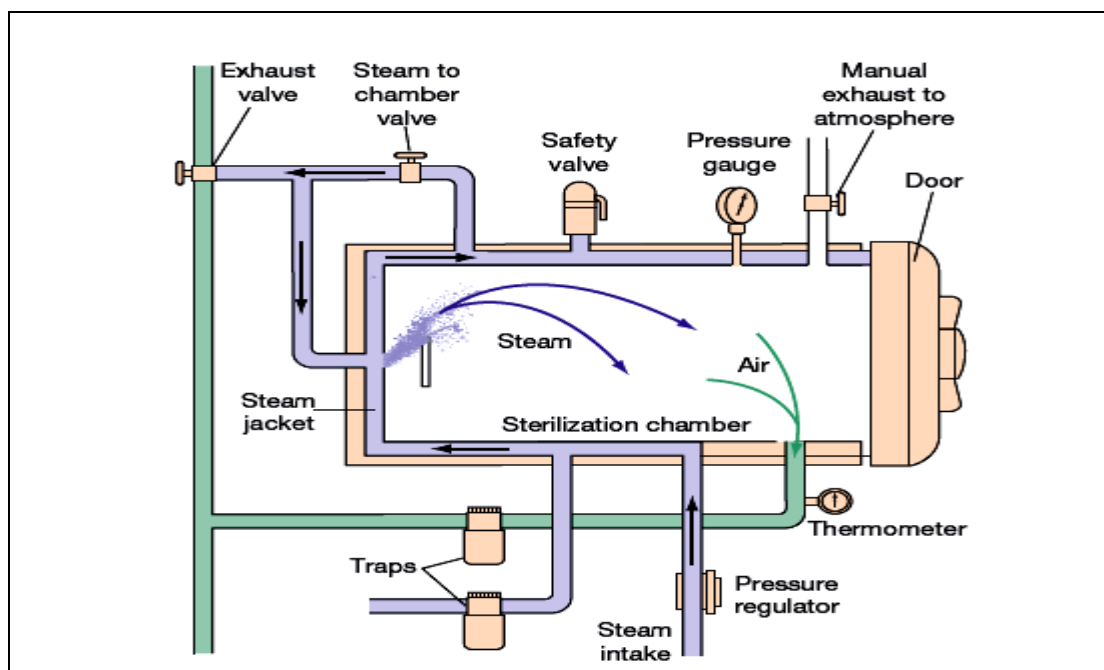 Exhaust
valve
Steam to
chamber
valve
Safety
valve
Pressure
gauge
Manual
exhaust to
atmosphere
Door
Steam
Air
Steam
jacket
Sterilization chamber
Thermometer
Traps
Pressure
regulator
Steam
intake